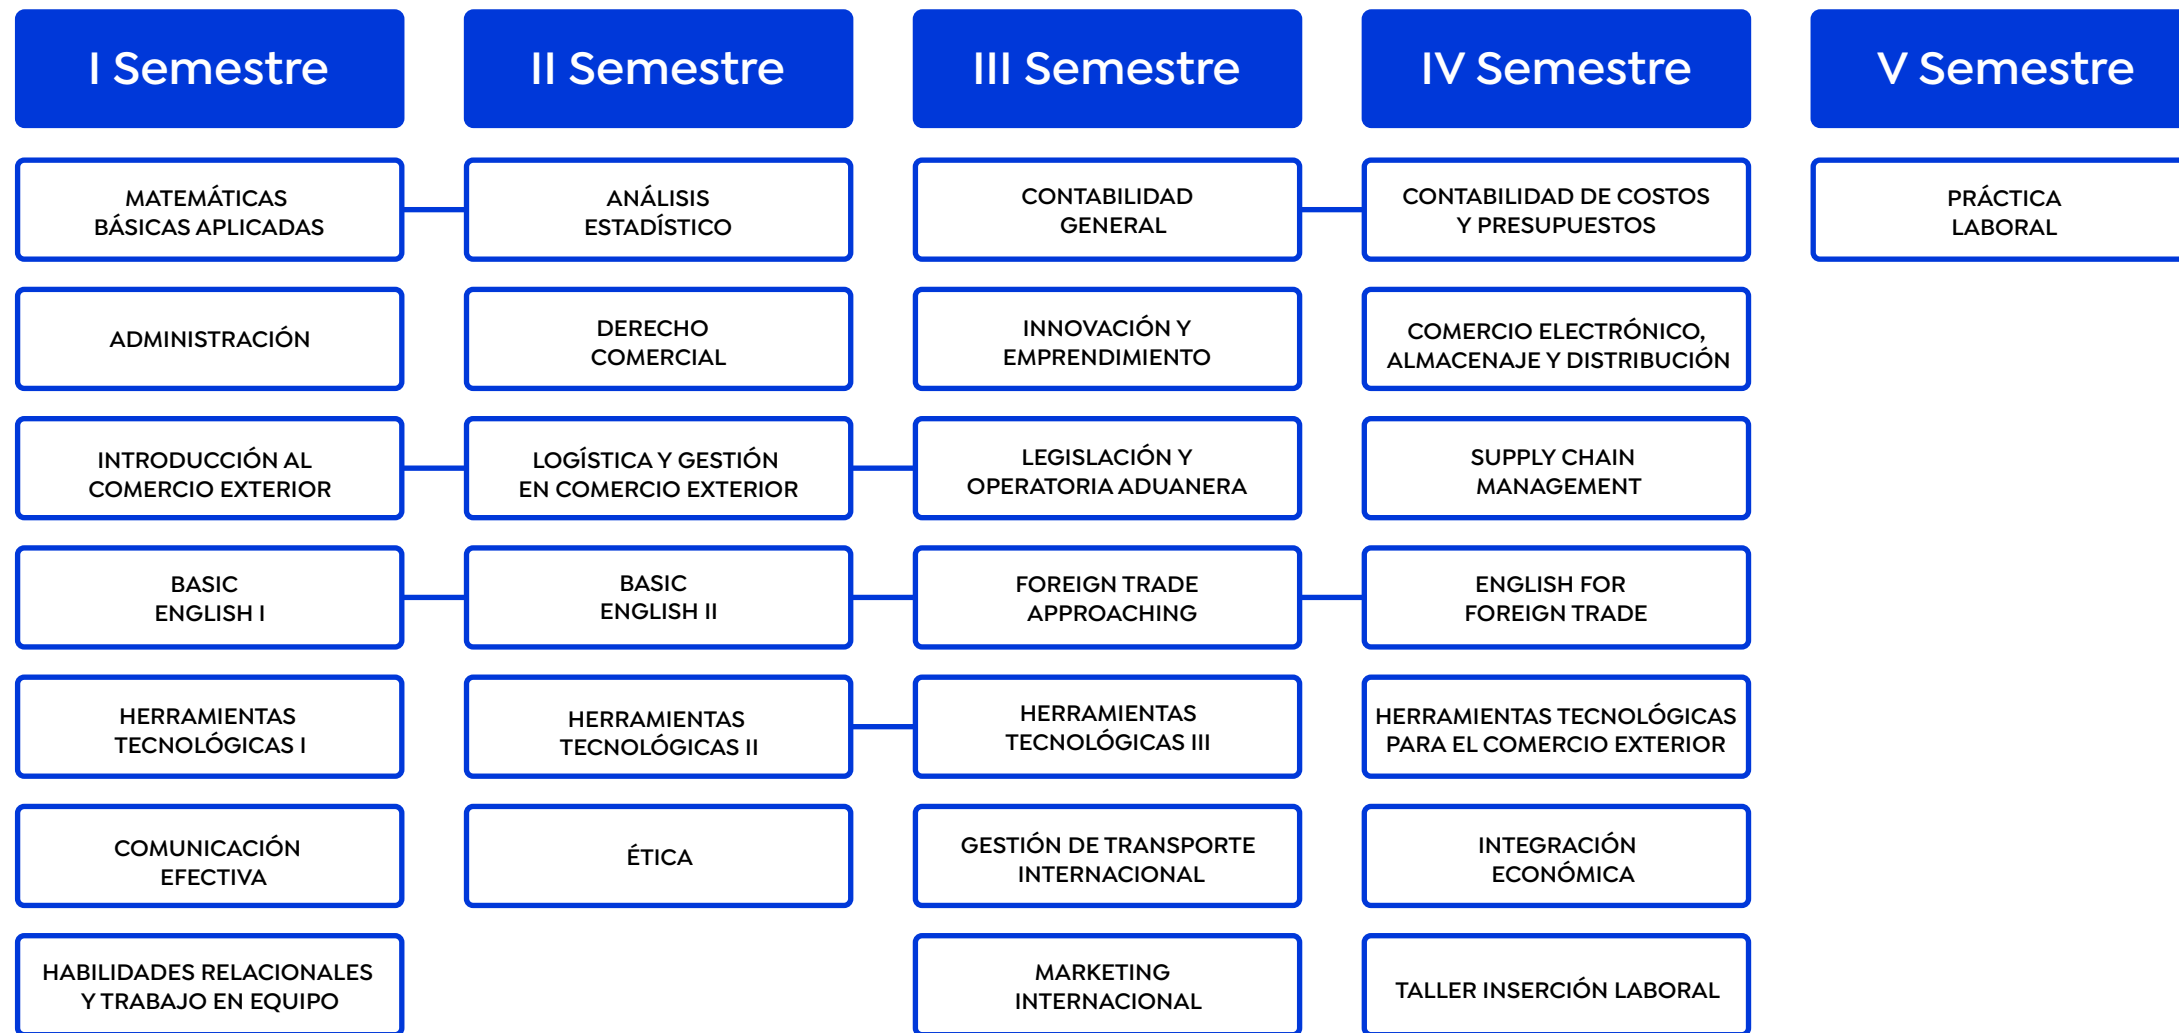 I Semestre
II Semestre
III Semestre
IV Semestre
V Semestre
MATEMÁTICAS
BÁSICAS APLICADAS
ANÁLISIS
ESTADÍSTICO
CONTABILIDAD
GENERAL
CONTABILIDAD DE COSTOS
Y PRESUPUESTOS
PRÁCTICA
LABORAL
ADMINISTRACIÓN
DERECHO
COMERCIAL
INNOVACIÓN Y
EMPRENDIMIENTO
COMERCIO ELECTRÓNICO,
ALMACENAJE Y DISTRIBUCIÓN
INTRODUCCIÓN AL
COMERCIO EXTERIOR
LOGÍSTICA Y GESTIÓN
EN COMERCIO EXTERIOR
LEGISLACIÓN Y
OPERATORIA ADUANERA
SUPPLY CHAIN
MANAGEMENT
BASIC
ENGLISH I
BASIC
ENGLISH II
FOREIGN TRADE
APPROACHING
ENGLISH FOR
FOREIGN TRADE
HERRAMIENTAS
TECNOLÓGICAS I
HERRAMIENTAS
TECNOLÓGICAS II
HERRAMIENTAS
TECNOLÓGICAS III
HERRAMIENTAS TECNOLÓGICAS
PARA EL COMERCIO EXTERIOR
COMUNICACIÓN
EFECTIVA
ÉTICA
GESTIÓN DE TRANSPORTE
INTERNACIONAL
INTEGRACIÓN
ECONÓMICA
HABILIDADES RELACIONALES
Y TRABAJO EN EQUIPO
MARKETING
INTERNACIONAL
TALLER INSERCIÓN LABORAL